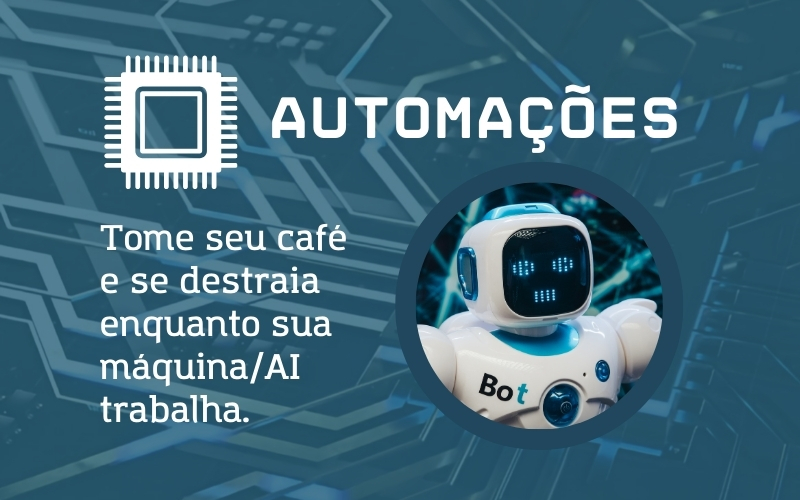 AUTOMAÇÕES
Tome seu café
e se destraia
enquanto sua
máquina/AI
trabalha.
Bot